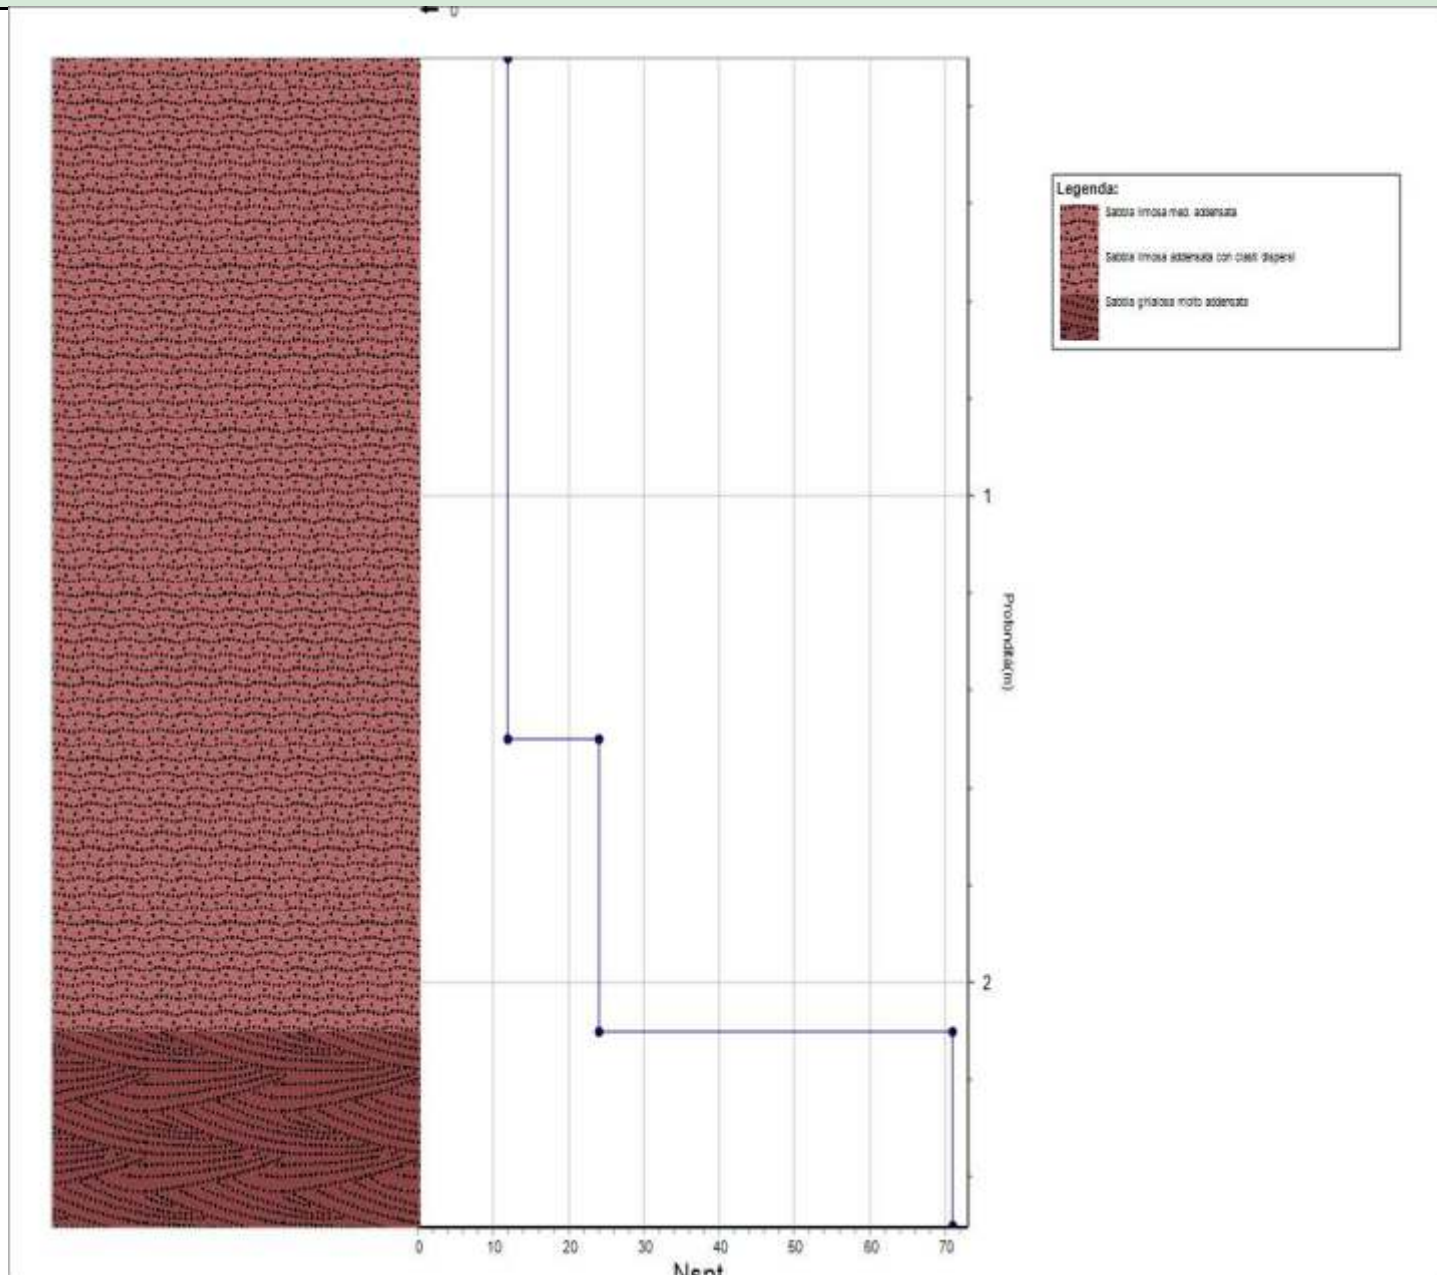 0
Legenda:
Sabbia limosa med. addensata
Sabbia limosa addensata con clasti dispersi
Sabbia ghiaiosa molto addensata
1
Profondità(m)
2
0 10 20 30 40 50 60 70
Nspt